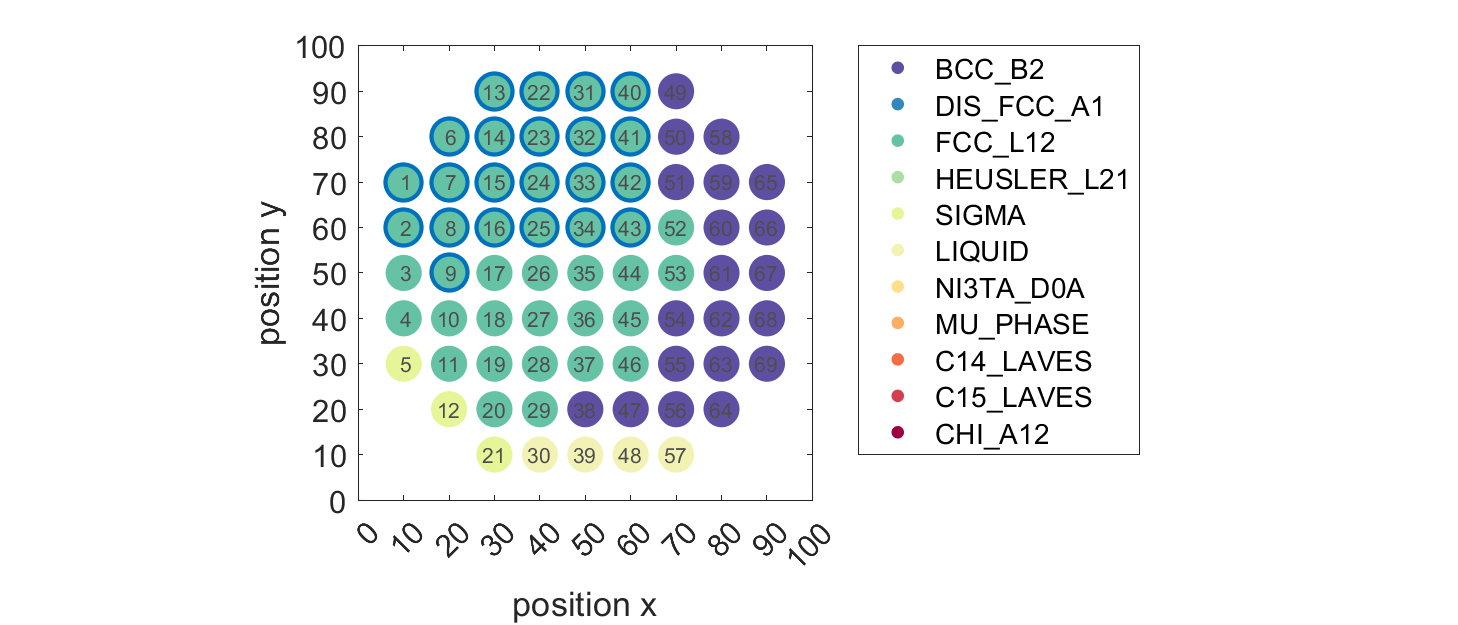 100
90
80
70
60
50
40
30
20
10
0
position y
13 22 31 40 49
6 14 23 32 41 50 58
1 7 15 24 33 42 51 59 65
2 8 16 25 34 43 52 60 66
3 9 17 26 35 44 53 61 67
4 10 18 27 36 45 54 62 68
5 11 19 28 37 46 55 63 69
12 20 29 38 47 56 64
21 30 39 48 57
0 10 20 30 40 50 60 70 80 90 100
position x
BCC_B2
DIS_FCC_A1
FCC_L12
HEUSLER_L21
SIGMA
LIQUID
NI3TA_D0A
MU_PHASE
C14_LAVES
C15_LAVES
CHI_A12